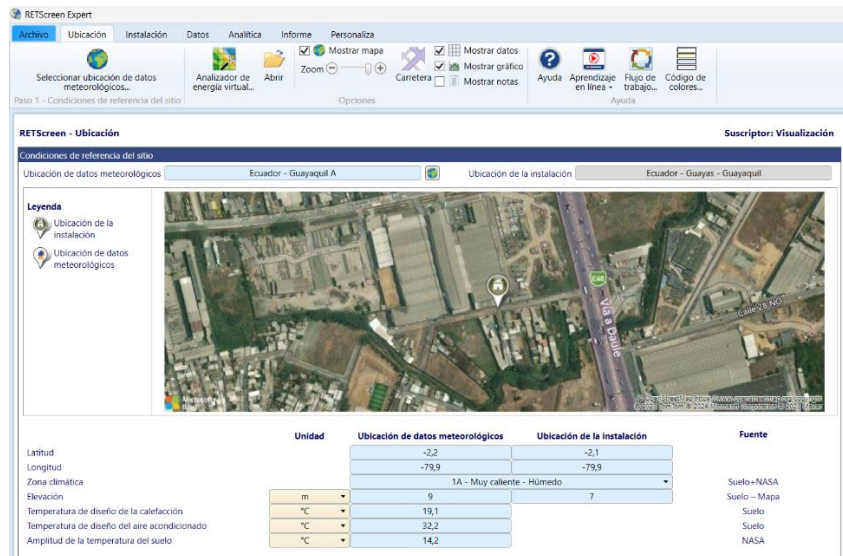 RETScreen Expert
Archivo Ubicación Instalación Datos Analítica Informe Personaliza
Seleccionar ubicación de datos meteorológicos...
Paso 1 - Condiciones de referencia del sitio
Analizador de energía virtual...
Abrir
Mostrar mapa
Zoom
Carretera
Mostrar datos
Mostrar gráfico
Mostrar notas
Opciones
Ayuda
Aprendizaje en línea
Flujo de trabajo...
Código de colores...
Ayuda
RETScreen - Ubicación Suscriptor: Visualización
Condiciones de referencia del sitio
Ubicación de datos meteorológicos Ecuador - Guayaquil A Ubicación de la instalación Ecuador - Guayas - Guayaquil
Leyenda
Ubicación de la
instalación
Ubicación de datos
meteorológicos
E48
Vía a Daule
Calle 28 NO
Microsoft
Unidad Ubicación de datos meteorológicos Ubicación de la instalación Fuente
Latitud -2,2 -2,1
Longitud -79,9 -79,9
Zona climática 1A - Muy caliente - Húmedo Suelo+NASA
Elevación m 9 7 Suelo – Mapa
Temperatura de diseño de la calefacción °C 19,1 Suelo
Temperatura de diseño del aire acondicionado °C 32,2 Suelo
Amplitud de la temperatura del suelo °C 14,2 NASA